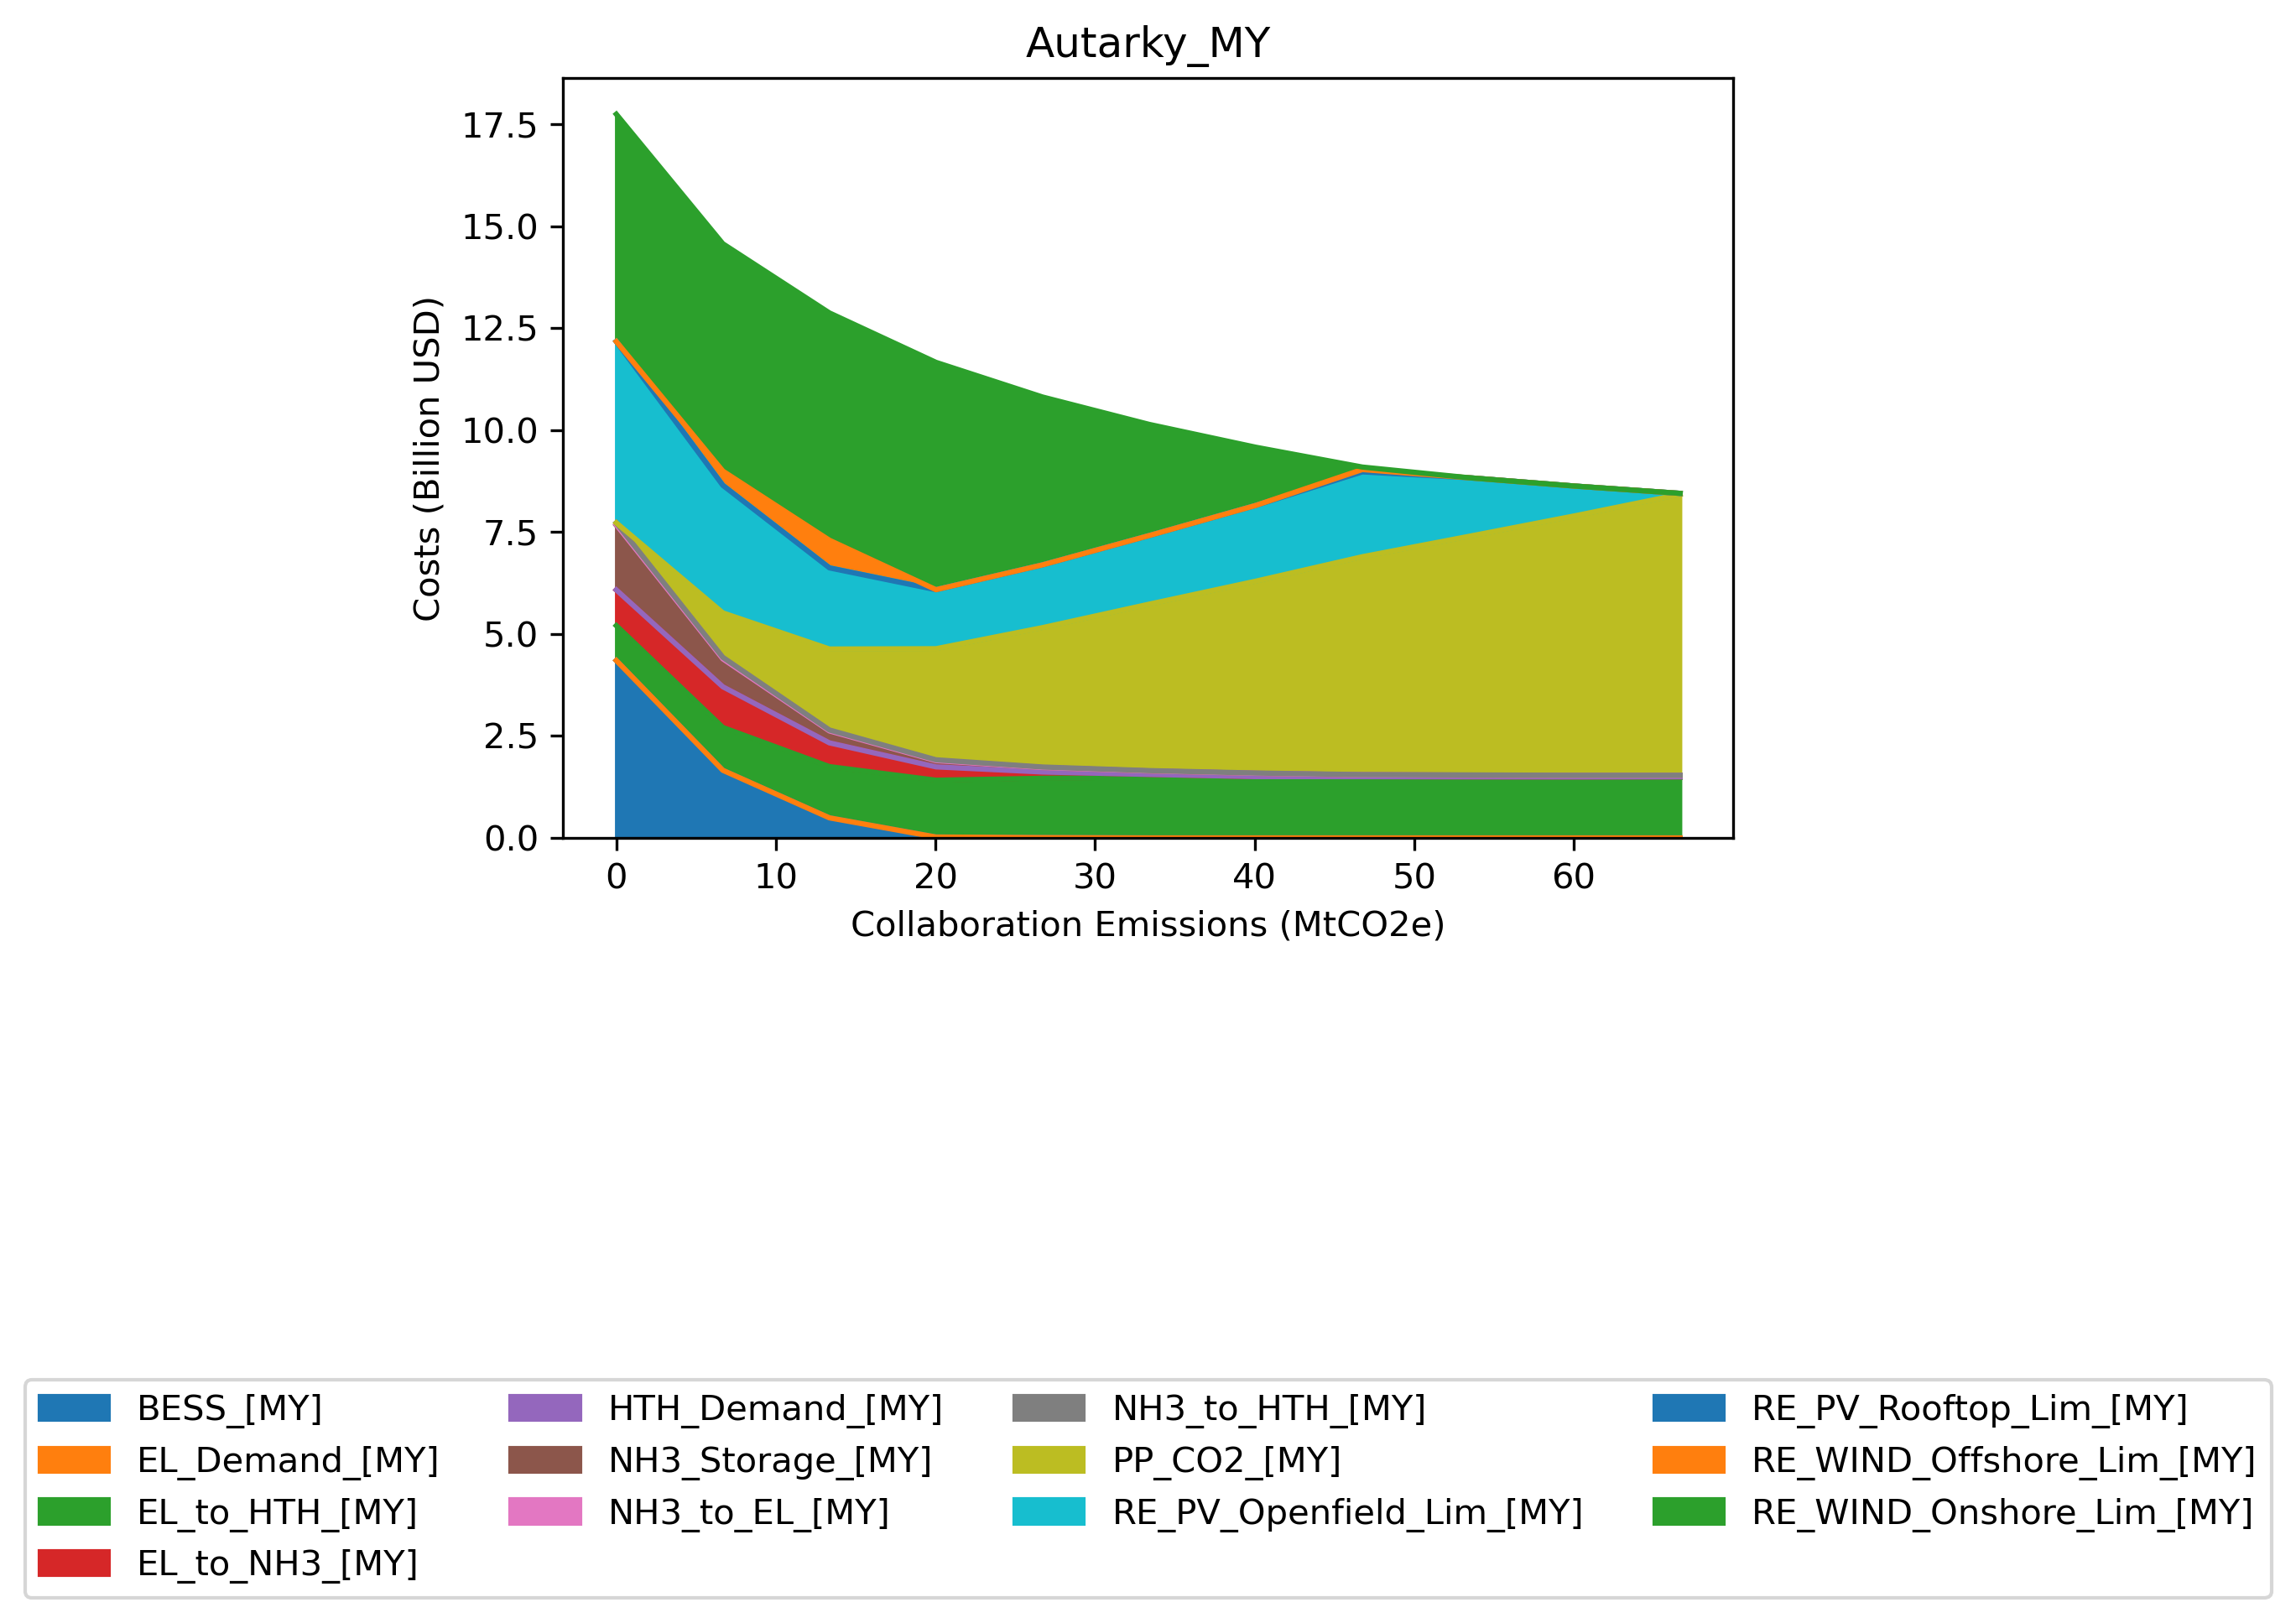 Autarky_MY
17.5
15.0
12.5
10.0
7.5
5.0
2.5
0.0
Costs (Billion USD)
0 10 20 30 40 50 60
Collaboration Emissions (MtCO2e)
BESS_[MY]
EL_Demand_[MY]
EL_to_HTH_[MY]
EL_to_NH3_[MY]
HTH_Demand_[MY]
NH3_Storage_[MY]
NH3_to_EL_[MY]
NH3_to_HTH_[MY]
PP_CO2_[MY]
RE_PV_Openfield_Lim_[MY]
RE_PV_Rooftop_Lim_[MY]
RE_WIND_Offshore_Lim_[MY]
RE_WIND_Onshore_Lim_[MY]